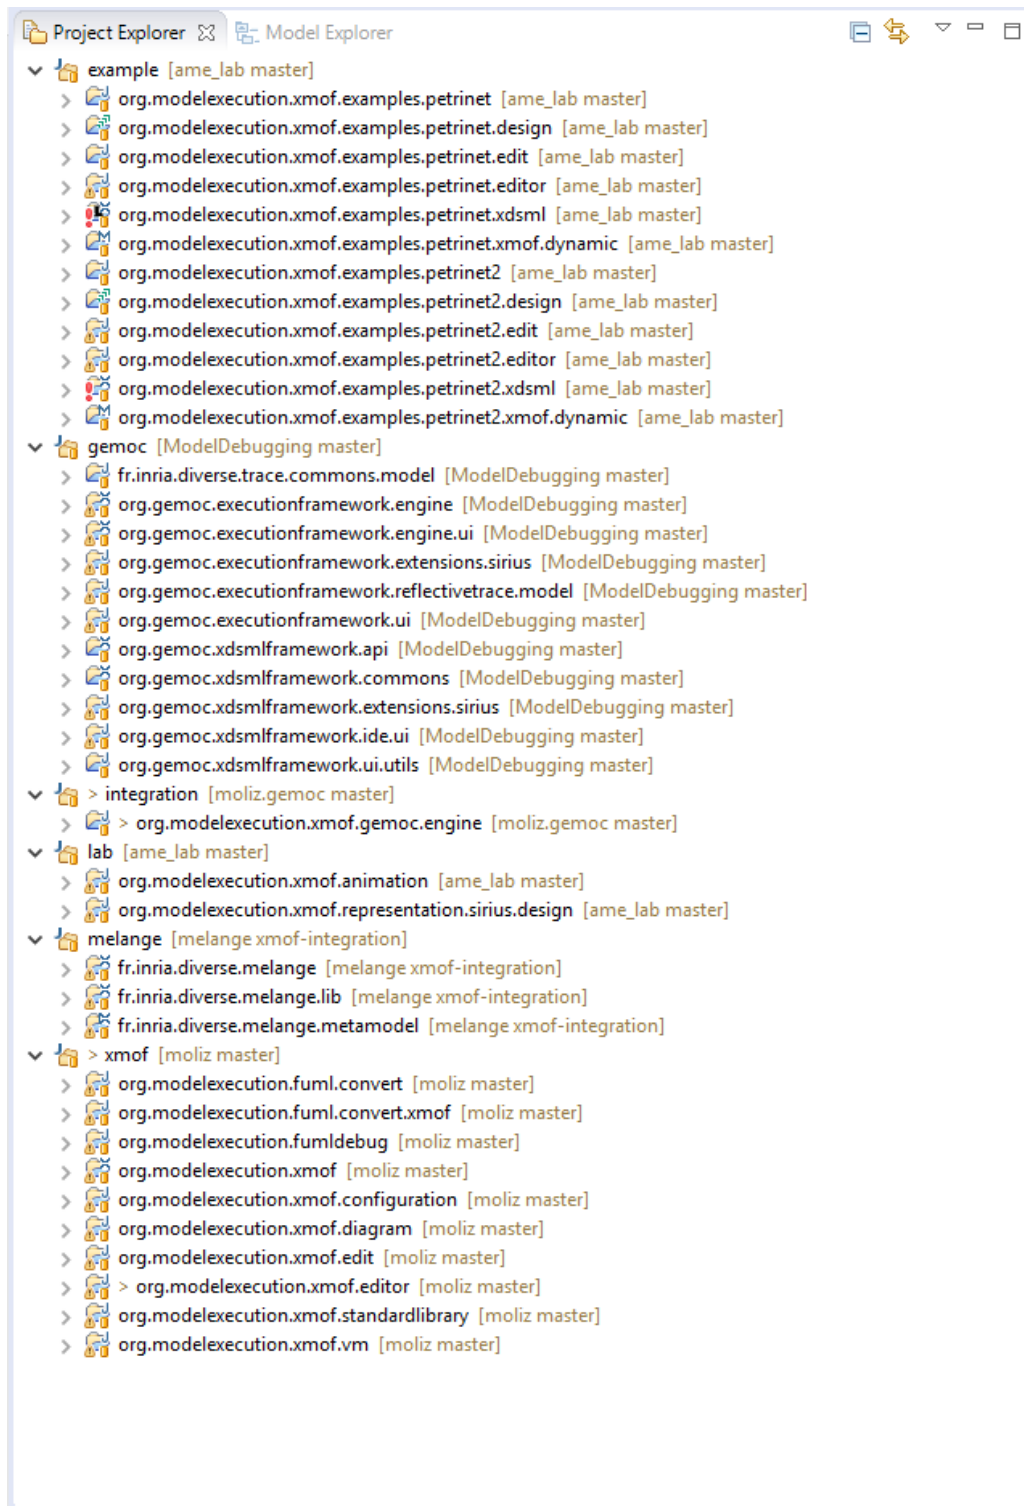 Project Explorer Model Explorer
example [ame_lab master]
org.modelexecution.xmof.examples.petrinet [ame_lab master]
org.modelexecution.xmof.examples.petrinet.design [ame_lab master]
org.modelexecution.xmof.examples.petrinet.edit [ame_lab master]
org.modelexecution.xmof.examples.petrinet.editor [ame_lab master]
org.modelexecution.xmof.examples.petrinet.xdsml [ame_lab master]
org.modelexecution.xmof.examples.petrinet.xmof.dynamic [ame_lab master]
org.modelexecution.xmof.examples.petrinet2 [ame_lab master]
org.modelexecution.xmof.examples.petrinet2.design [ame_lab master]
org.modelexecution.xmof.examples.petrinet2.edit [ame_lab master]
org.modelexecution.xmof.examples.petrinet2.editor [ame_lab master]
org.modelexecution.xmof.examples.petrinet2.xdsml [ame_lab master]
org.modelexecution.xmof.examples.petrinet2.xmof.dynamic [ame_lab master]
gemoc [ModelDebugging master]
fr.inria.diverse.trace.commons.model [ModelDebugging master]
org.gemoc.executionframework.engine [ModelDebugging master]
org.gemoc.executionframework.engine.ui [ModelDebugging master]
org.gemoc.executionframework.extensions.sirius [ModelDebugging master]
org.gemoc.executionframework.reflectivetrace.model [ModelDebugging master]
org.gemoc.executionframework.ui [ModelDebugging master]
org.gemoc.xdsmlframework.api [ModelDebugging master]
org.gemoc.xdsmlframework.commons [ModelDebugging master]
org.gemoc.xdsmlframework.extensions.sirius [ModelDebugging master]
org.gemoc.xdsmlframework.ide.ui [ModelDebugging master]
org.gemoc.xdsmlframework.ui.utils [ModelDebugging master]
> integration [moliz.gemoc master]
> org.modelexecution.xmof.gemoc.engine [moliz.gemoc master]
lab [ame_lab master]
org.modelexecution.xmof.animation [ame_lab master]
org.modelexecution.xmof.representation.sirius.design [ame_lab master]
melange [melange xmof-integration]
fr.inria.diverse.melange [melange xmof-integration]
fr.inria.diverse.melange.lib [melange xmof-integration]
fr.inria.diverse.melange.metamodel [melange xmof-integration]
> xmof [moliz master]
org.modelexecution.fuml.convert [moliz master]
org.modelexecution.fuml.convert.xmof [moliz master]
org.modelexecution.fumldebug [moliz master]
org.modelexecution.xmof [moliz master]
org.modelexecution.xmof.configuration [moliz master]
org.modelexecution.xmof.diagram [moliz master]
org.modelexecution.xmof.edit [moliz master]
> org.modelexecution.xmof.editor [moliz master]
org.modelexecution.xmof.standardlibrary [moliz master]
org.modelexecution.xmof.vm [moliz master]